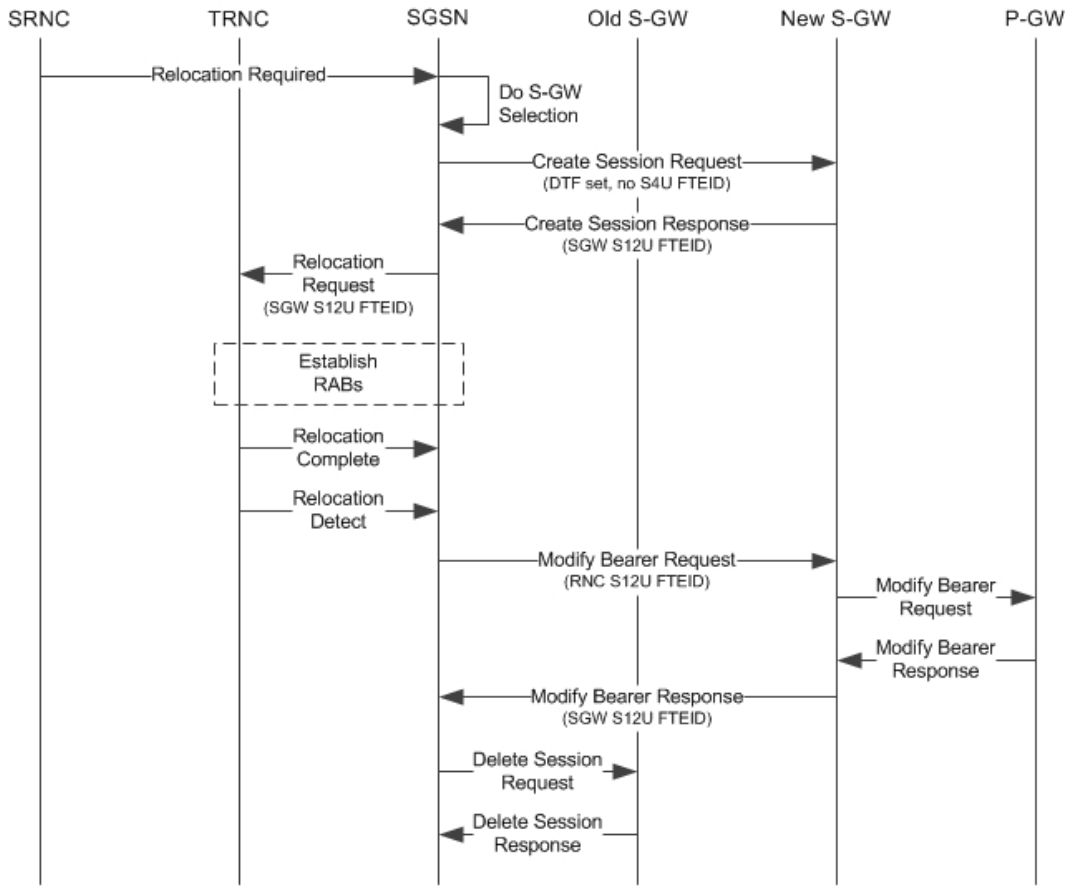 SRNC TRNC SGSN Old S-GW New S-GW P-GW
Relocation Required
Do S-GW
Selection
Create Session Request
(DTF set, no S4U FTEID)
Create Session Response
(SGW S12U FTEID)
Relocation
Request
(SGW S12U FTEID)
Establish
RABs
Relocation
Complete
Relocation
Detect
Modify Bearer Request
(RNC S12U FTEID)
Modify Bearer
Request
Modify Bearer
Response
Modify Bearer Response
(SGW S12U FTEID)
Delete Session
Request
Delete Session
Response